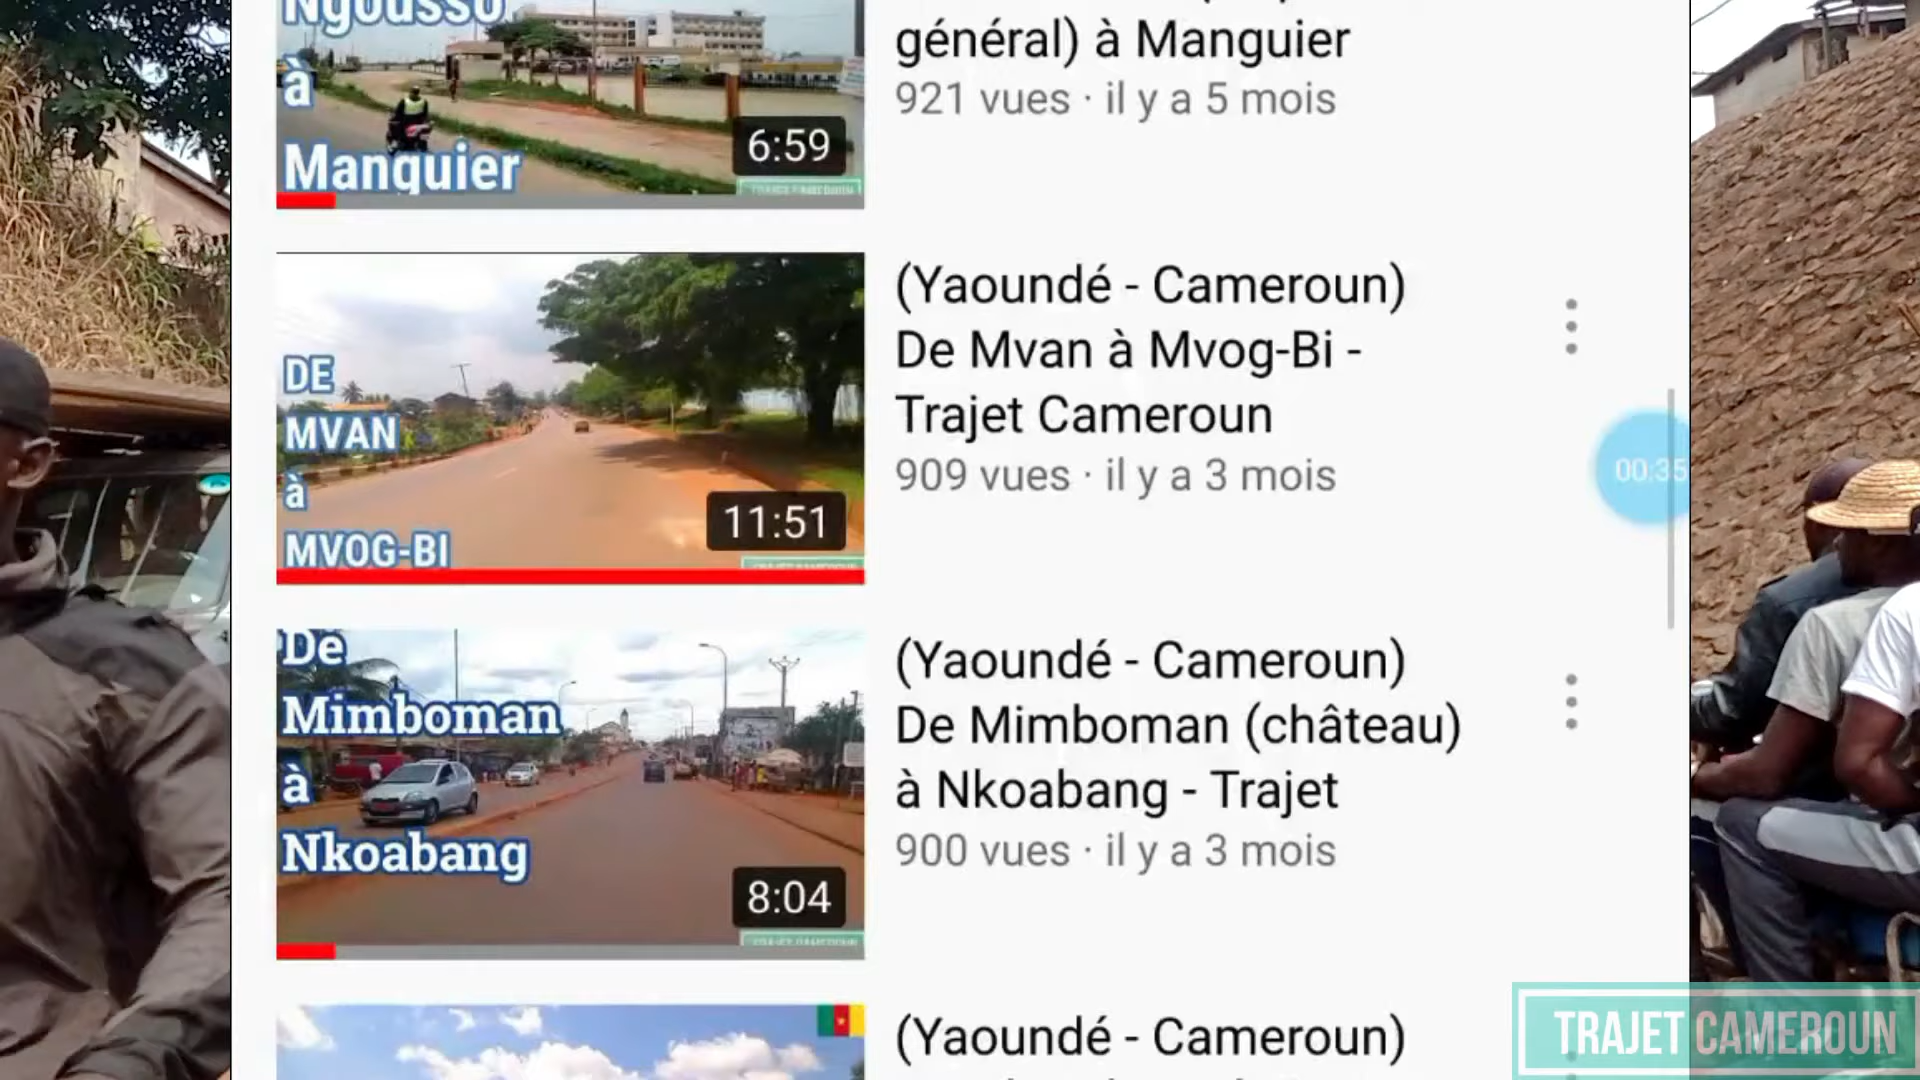 Ngousso
à
Manguier
6:59
général) à Manguier
921 vues · il y a 5 mois
DE
MVAN
à
MVOG-BI
11:51
(Yaoundé - Cameroun)
De Mvan à Mvog-Bi -
Trajet Cameroun
909 vues · il y a 3 mois
00:35
De
Mimboman
à
Nkoabang
8:04
(Yaoundé - Cameroun)
De Mimboman (château)
à Nkoabang - Trajet
900 vues · il y a 3 mois
(Yaoundé - Cameroun)
TRAJET CAMEROUN